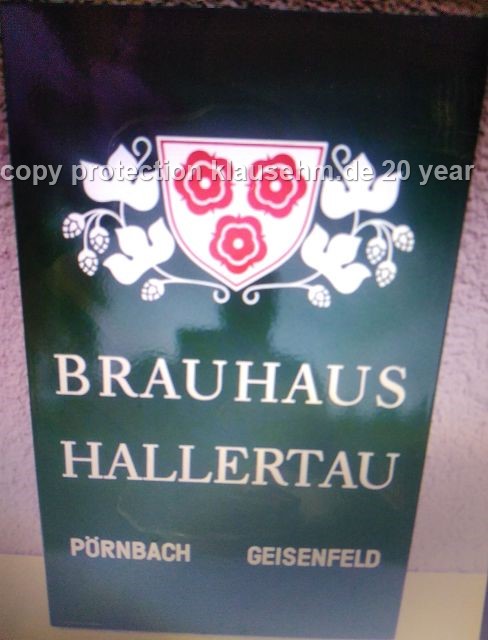 copy protection klausehm.de 20 year
BRAUHAUS
HALLERTAU
PÖRNBACH GEISENFELD